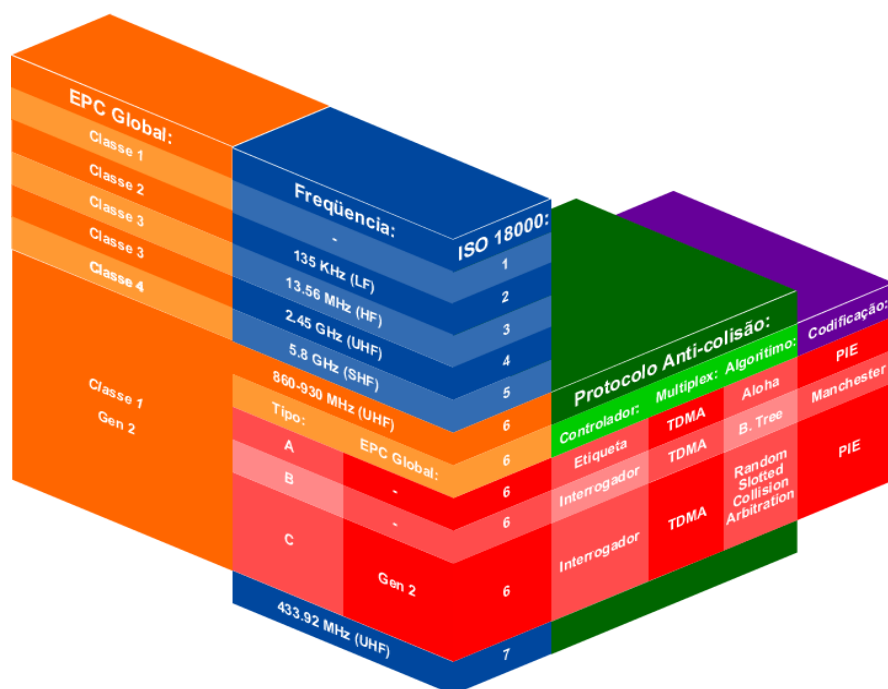 EPC Global:
Classe 1
Classe 2
Classe 3
Classe 3
Classe 4
Classe 1
Gen 2
Freqüencia:
-
135 KHz (LF)
13.56 MHz (HF)
2.45 GHz (UHF)
5.8 GHz (SHF)
860-930 MHz (UHF)
Tipo:
EPC Global:
A
-
B
-
C
Gen 2
433.92 MHz (UHF)
ISO 18000:
1
2
3
4
5
6
6
6
6
6
7
Protocolo Anti-colisão:
Controlador:
Multiplex:
Algoritimo:
Etiqueta
TDMA
Aloha
Interrogador
TDMA
B. Tree
Interrogador
TDMA
Random
Slotted
Collision
Arbitration
Codificação:
PIE
Manchester
PIE